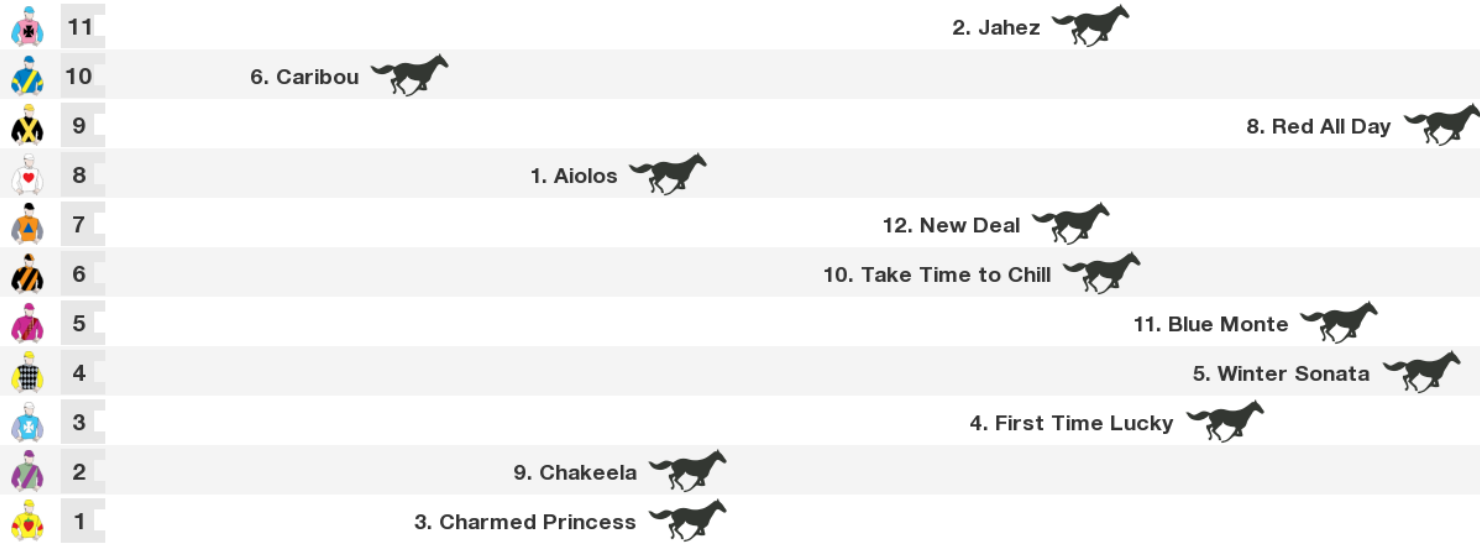 11 2. Jahez
10 6. Caribou
9 8. Red All Day
8 1. Aiolos
7 12. New Deal
6 10. Take Time to Chill
5 11. Blue Monte
4 5. Winter Sonata
3 4. First Time Lucky
2 9. Chakeela
1 3. Charmed Princess